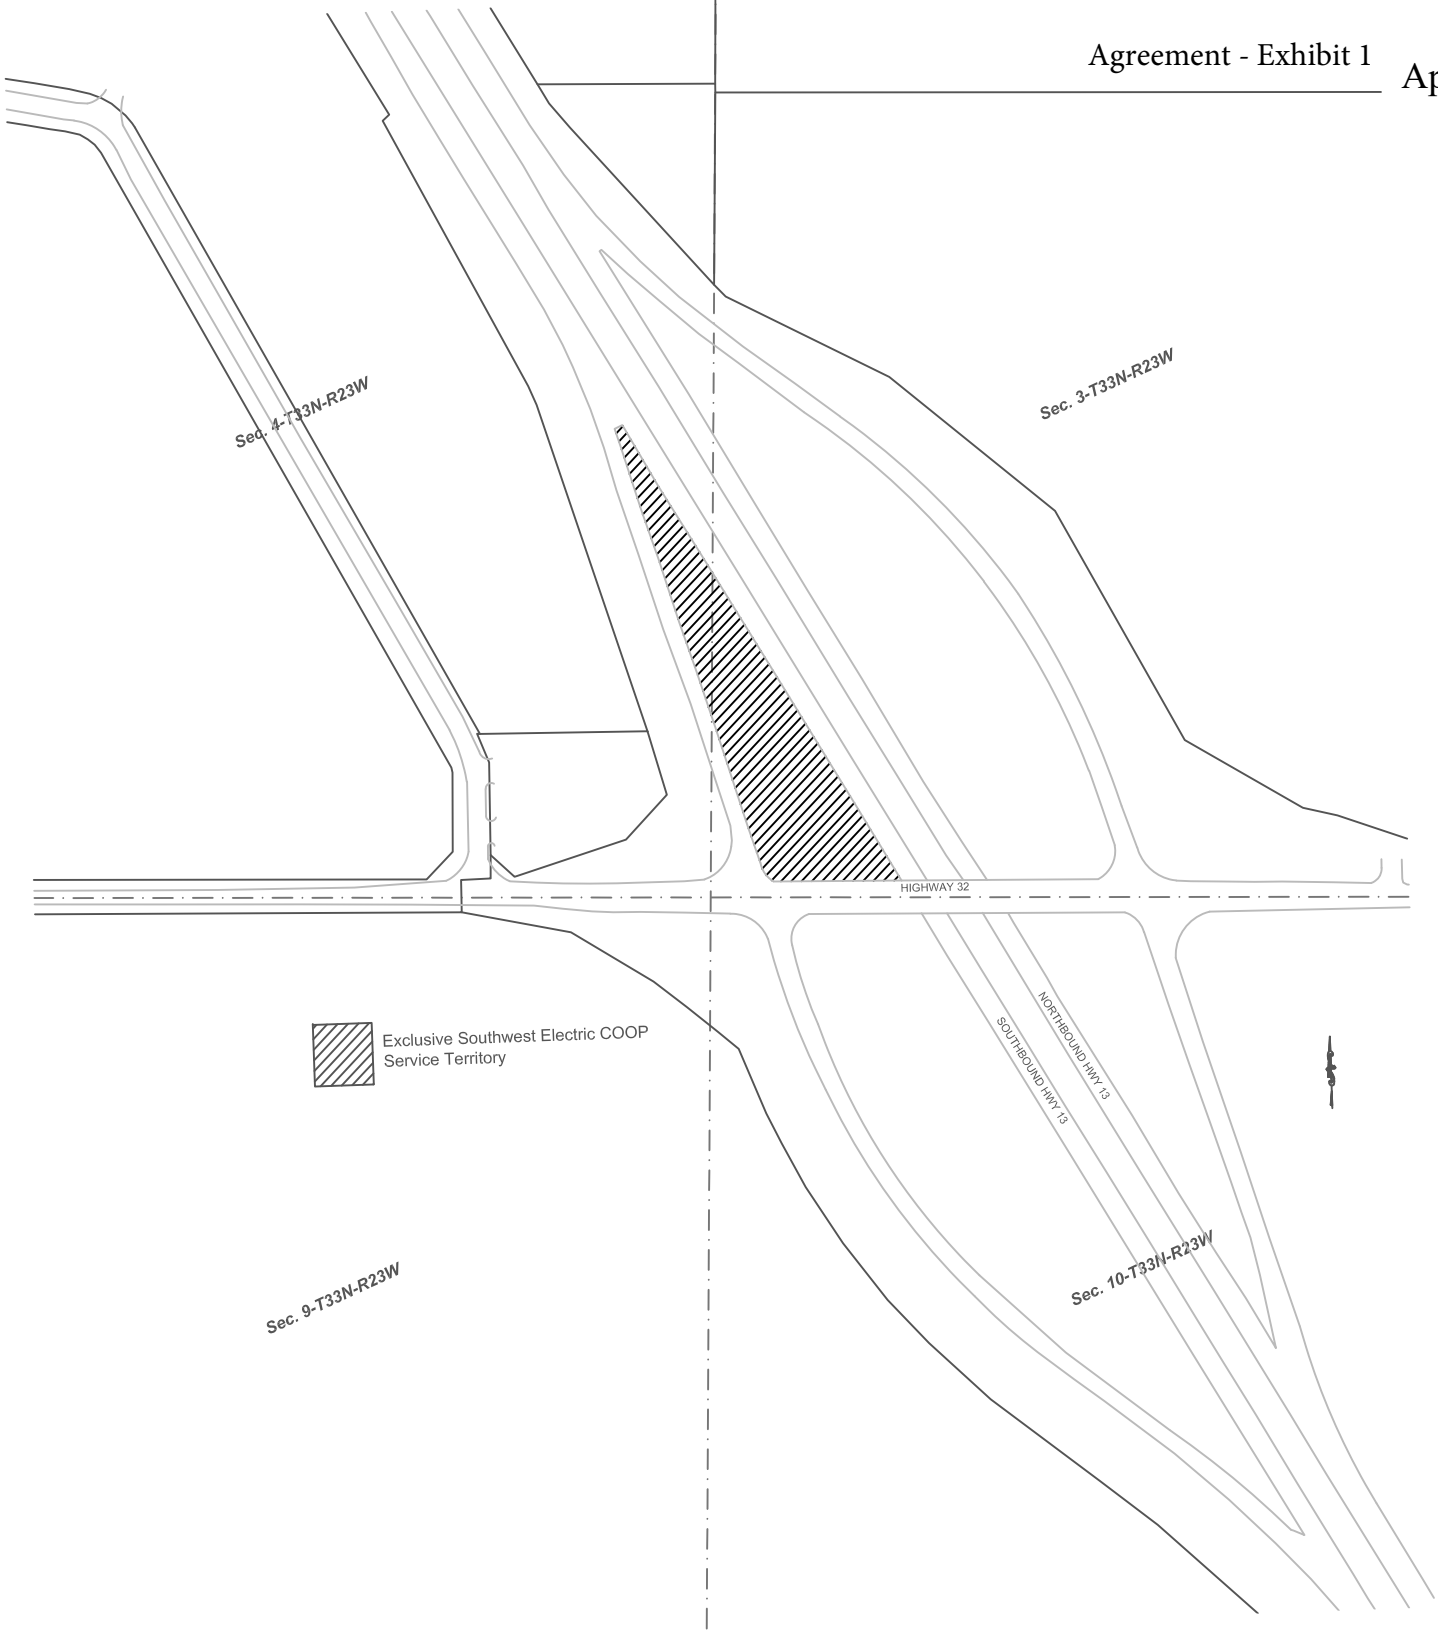 Agreement - Exhibit 1
Ap
Sec. 3-T33N-R23W
Sec. 4-T33N-R23W
HIGHWAY 32
NORTHBOUND HWY 13
SOUTHBOUND HWY 13
Exclusive Southwest Electric COOP
Service Territory
Sec. 10-T33N-R23W
Sec. 9-T33N-R23W